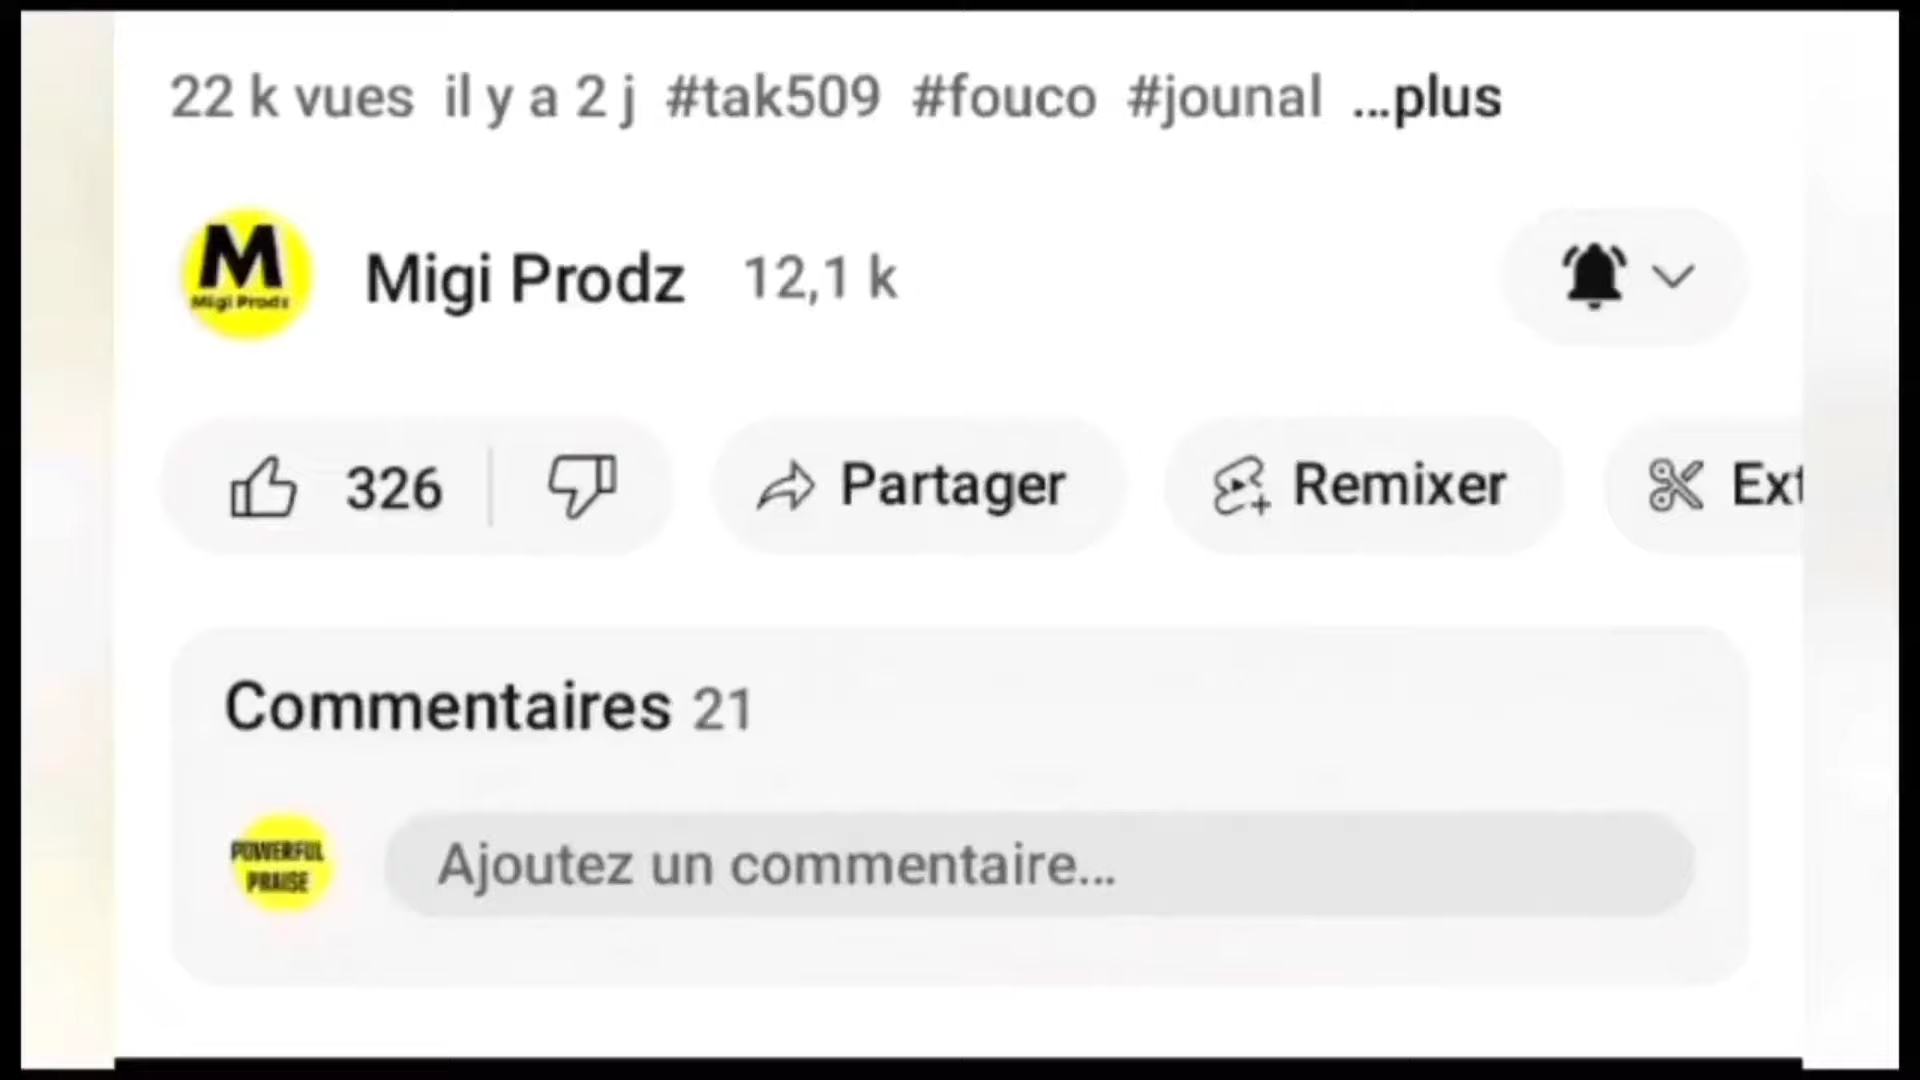 22 k vues il y a 2 j #tak509 #fouco #jounal ...plus
M
Migi Prodz
Migi Prodz 12,1 k
326
Partager
Remixer
Ext
Commentaires 21
POWERFUL
PRAISE
Ajoutez un commentaire...